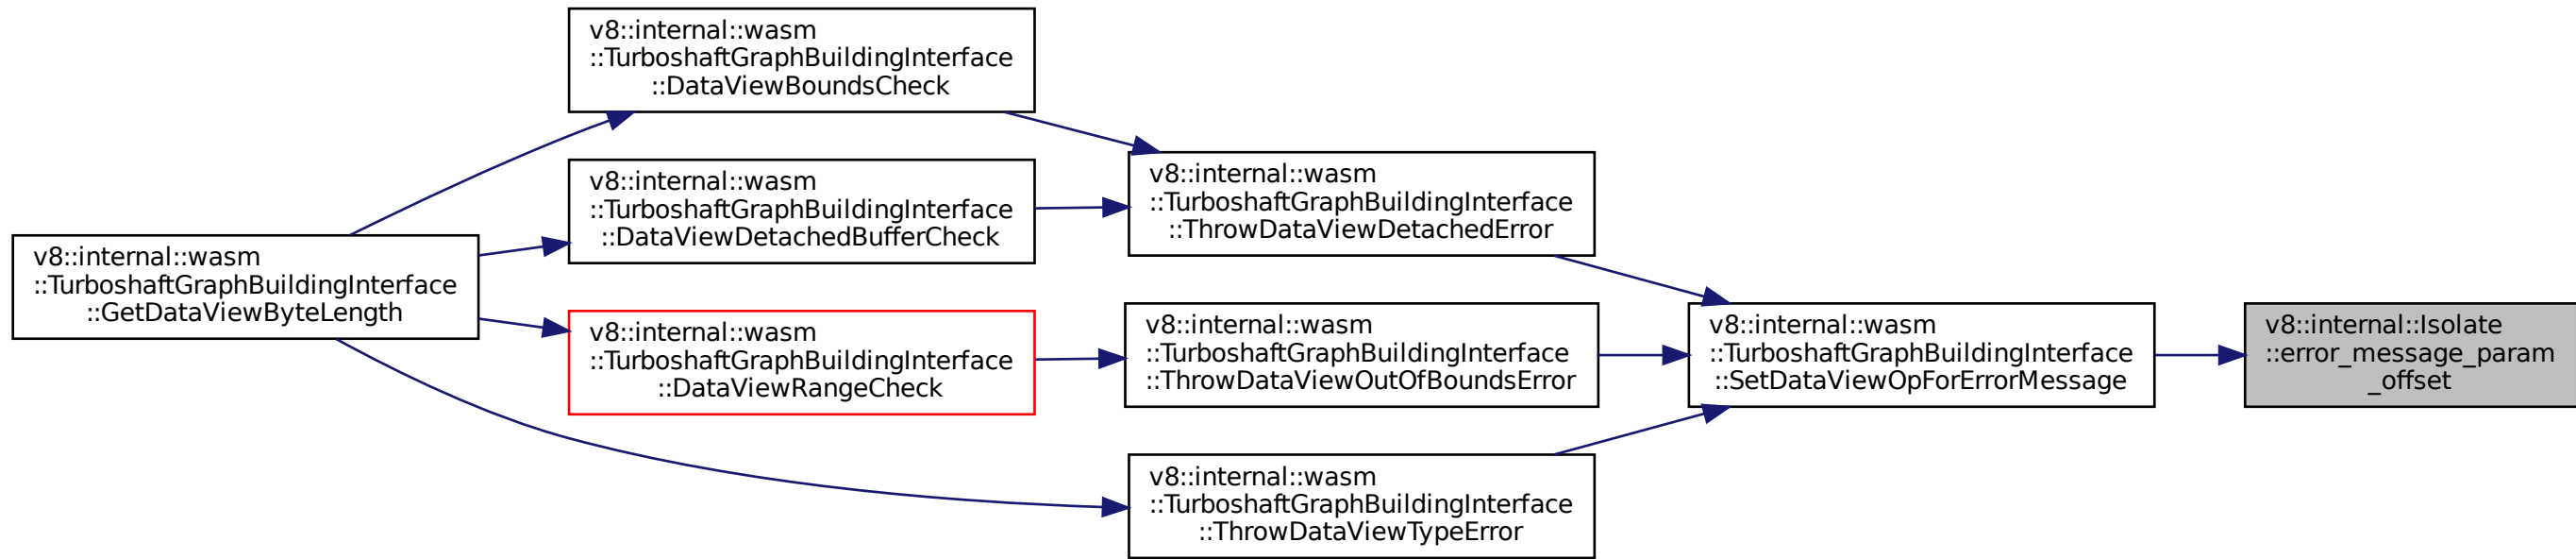 v8::internal::wasm
::TurboshaftGraphBuildingInterface
::GetDataViewByteLength
v8::internal::wasm
::TurboshaftGraphBuildingInterface
::DataViewBoundsCheck
v8::internal::wasm
::TurboshaftGraphBuildingInterface
::DataViewDetachedBufferCheck
v8::internal::wasm
::TurboshaftGraphBuildingInterface
::DataViewRangeCheck
v8::internal::wasm
::TurboshaftGraphBuildingInterface
::ThrowDataViewDetachedError
v8::internal::wasm
::TurboshaftGraphBuildingInterface
::ThrowDataViewOutOfBoundsError
v8::internal::wasm
::TurboshaftGraphBuildingInterface
::ThrowDataViewTypeError
v8::internal::wasm
::TurboshaftGraphBuildingInterface
::SetDataViewOpForErrorMessage
v8::internal::Isolate
::error_message_param
_offset